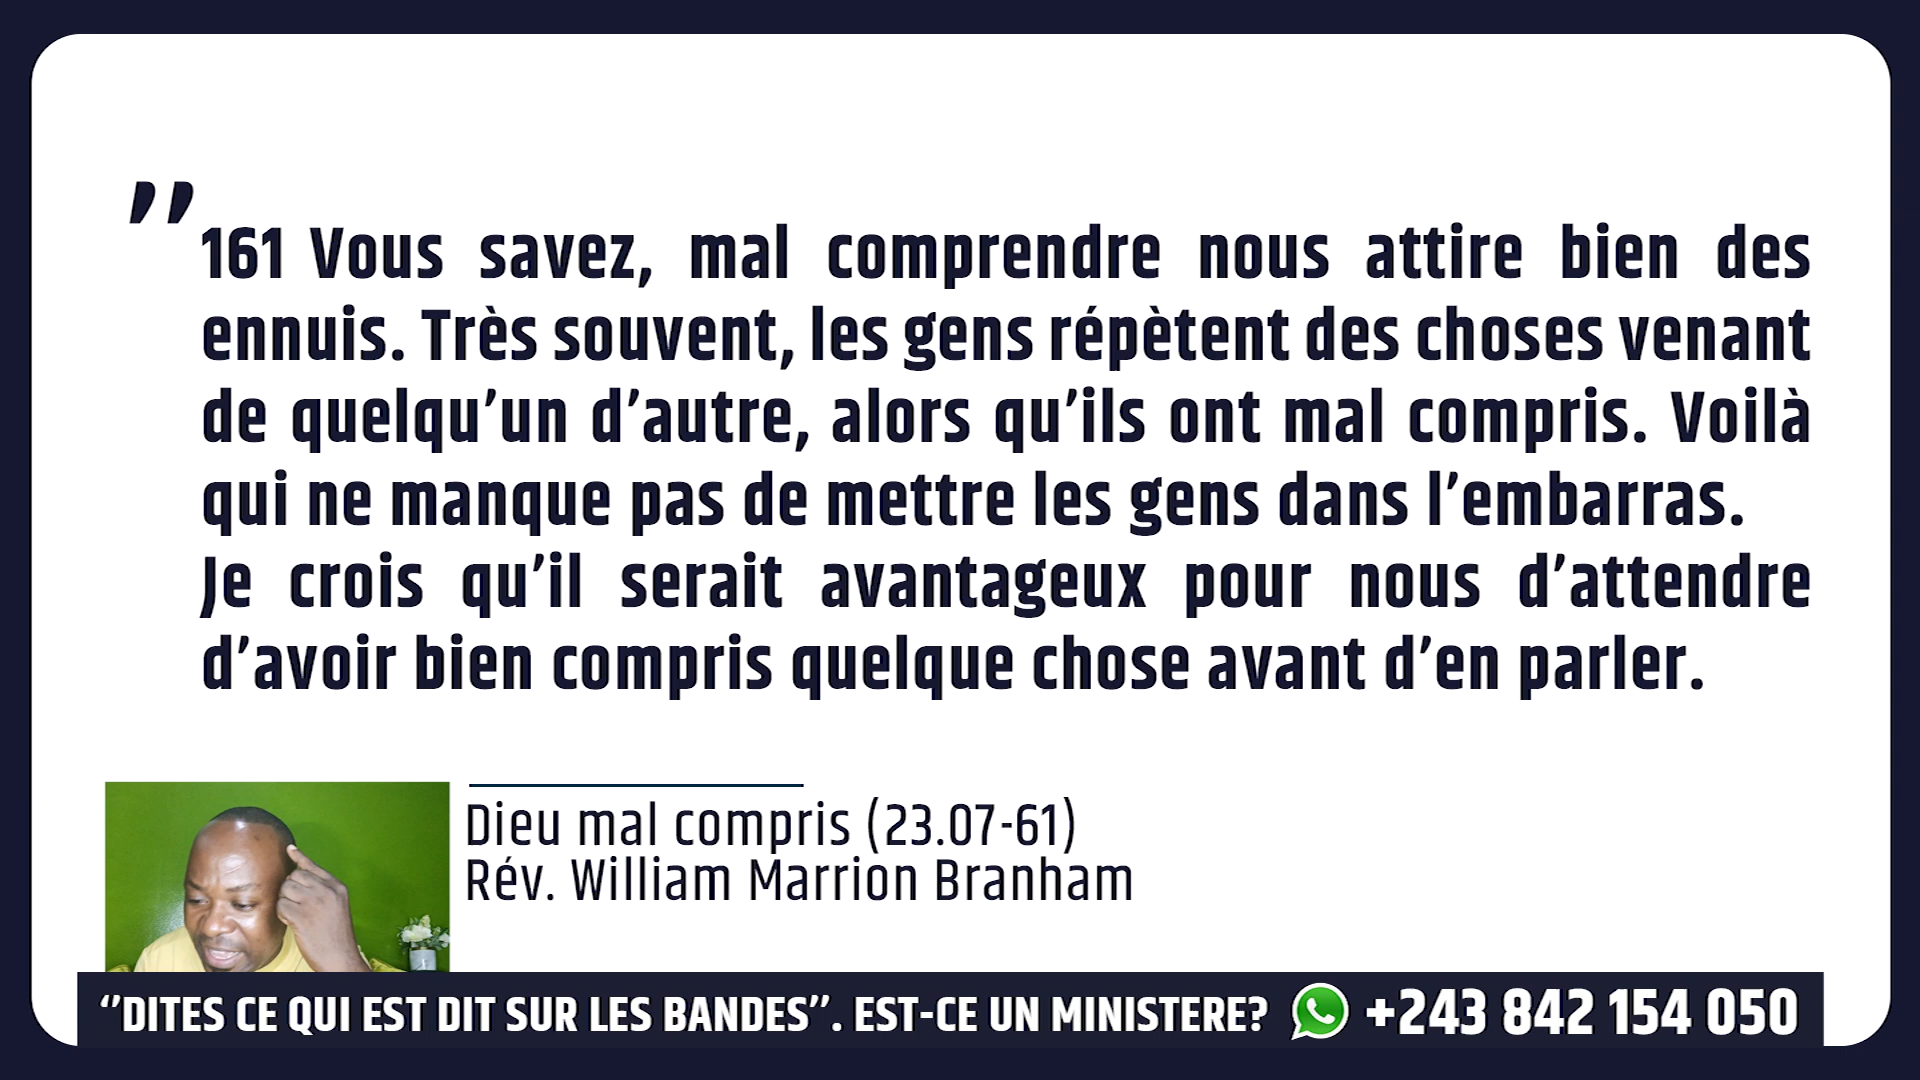 ’’
161 Vous savez, mal comprendre nous attire bien des
ennuis. Très souvent, les gens répètent des choses venant
de quelqu’un d’autre, alors qu’ils ont mal compris. Voilà
qui ne manque pas de mettre les gens dans l’embarras.
Je crois qu’il serait avantageux pour nous d’attendre
d’avoir bien compris quelque chose avant d’en parler.
Dieu mal compris (23.07-61)
Rév. William Marrion Branham
‘’DITES CE QUI EST DIT SUR LES BANDES’’. EST-CE UN MINISTERE? +243 842 154 050